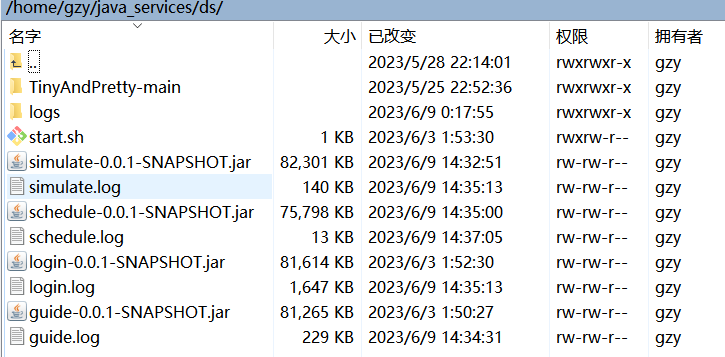 /home/gzy/java_services/ds/
名字 大小 已改变 权限 拥有者
.. 2023/5/28 22:14:01 rwxrwxr-x gzy
TinyAndPretty-main 2023/5/25 22:52:36 rwxrwxr-x gzy
logs 2023/6/9 0:17:55 rwxrwxr-x gzy
start.sh 1 KB 2023/6/3 1:53:30 rwxrw-r-- gzy
simulate-0.0.1-SNAPSHOT.jar 82,301 KB 2023/6/9 14:32:51 rw-rw-r-- gzy
simulate.log 140 KB 2023/6/9 14:35:13 rw-rw-r-- gzy
schedule-0.0.1-SNAPSHOT.jar 75,798 KB 2023/6/9 14:35:00 rw-rw-r-- gzy
schedule.log 13 KB 2023/6/9 14:37:05 rw-rw-r-- gzy
login-0.0.1-SNAPSHOT.jar 81,614 KB 2023/6/3 1:52:30 rw-rw-r-- gzy
login.log 1,647 KB 2023/6/9 14:35:13 rw-rw-r-- gzy
guide-0.0.1-SNAPSHOT.jar 81,265 KB 2023/6/3 1:50:27 rw-rw-r-- gzy
guide.log 229 KB 2023/6/9 14:34:31 rw-rw-r-- gzy